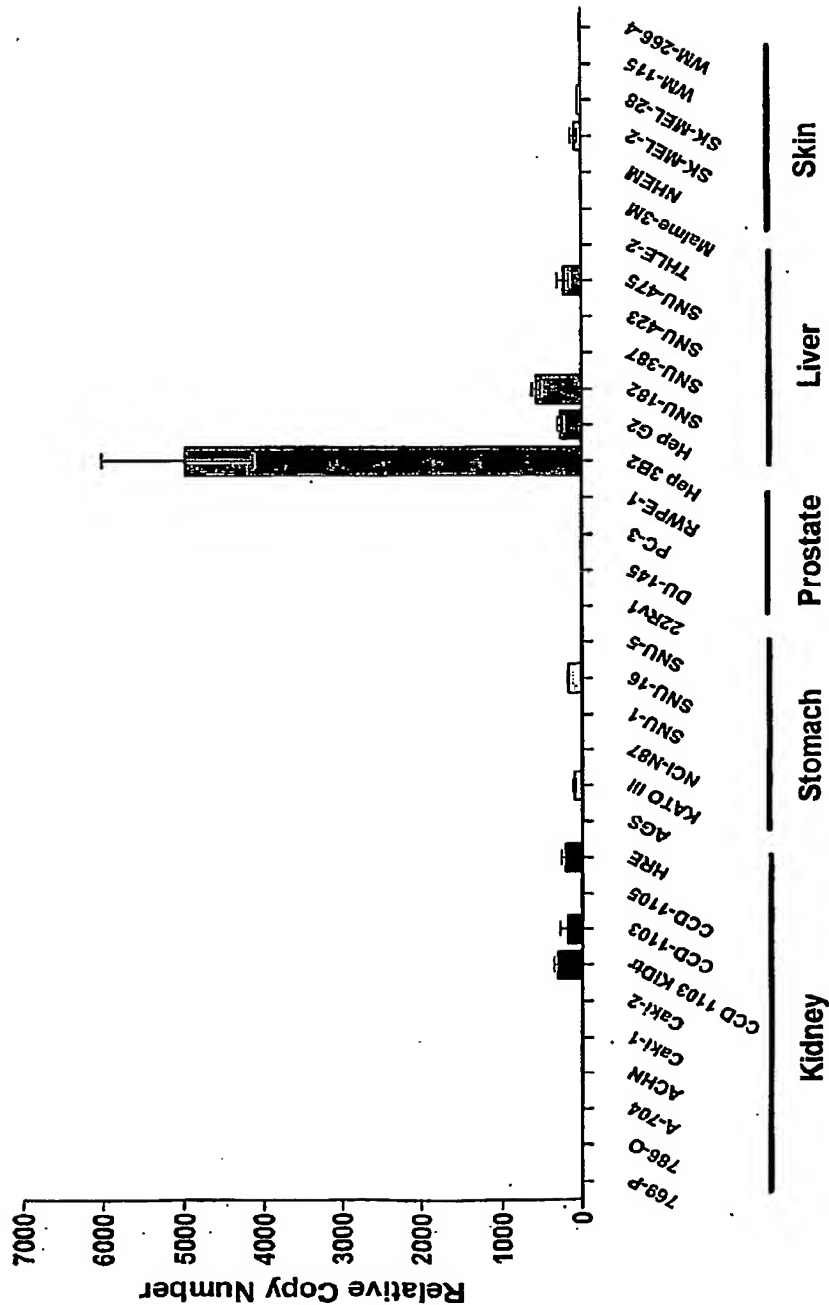 Relative Copy Number
7000
6000
5000
4000
3000
2000
1000
0
769-P
786-O
A-704
ACHN
Caki-1
Caki-2
CCD 1103 KIDtr
CCD-1103
CCD-1105
HRE
AGS
KATO III
NCI-N87
SNU-1
SNU-16
SNU-5
22Rv1
DU-145
PC-3
RWPE-1
Hep 3B2
Hep G2
SNU-182
SNU-387
SNU-423
SNU-475
THLE-2
Malme-3M
NHEM
SK-MEL-2
SK-MEL-28
WM-115
WM-266-4
Kidney
Stomach
Prostate
Liver
Skin